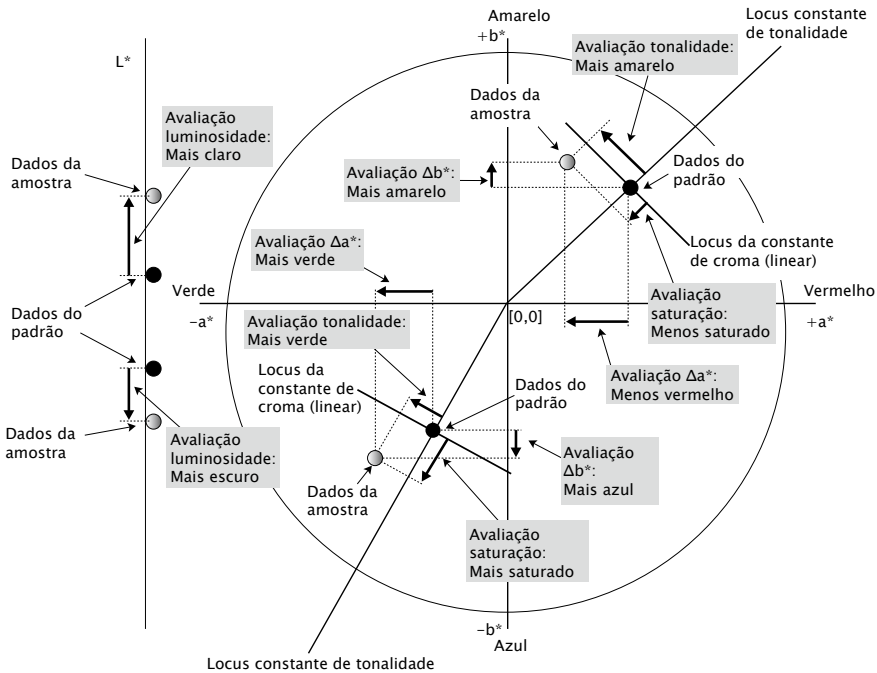 Amarelo
+b*
Locus constante
de tonalidade
L*
Avaliação tonalidade:
Mais amarelo
Dados da
amostra
Avaliação
luminosidade:
Mais claro
Dados da
amostra
Avaliação Δb*:
Mais amarelo
Dados do
padrão
Locus da constante
de croma (linear)
Avaliação Δa*:
Mais verde
Verde
-a*
[0,0]
Vermelho
+a*
Avaliação
saturação:
Menos saturado
Dados do
padrão
Avaliação tonalidade:
Mais verde
Locus da
constante de
croma (linear)
Avaliação Δa*:
Menos vermelho
Dados do
padrão
Dados da
amostra
Avaliação
luminosidade:
Mais escuro
Avaliação
Δb*:
Mais azul
Dados da
amostra
Avaliação
saturação:
Mais saturado
-b*
Azul
Locus constante de tonalidade